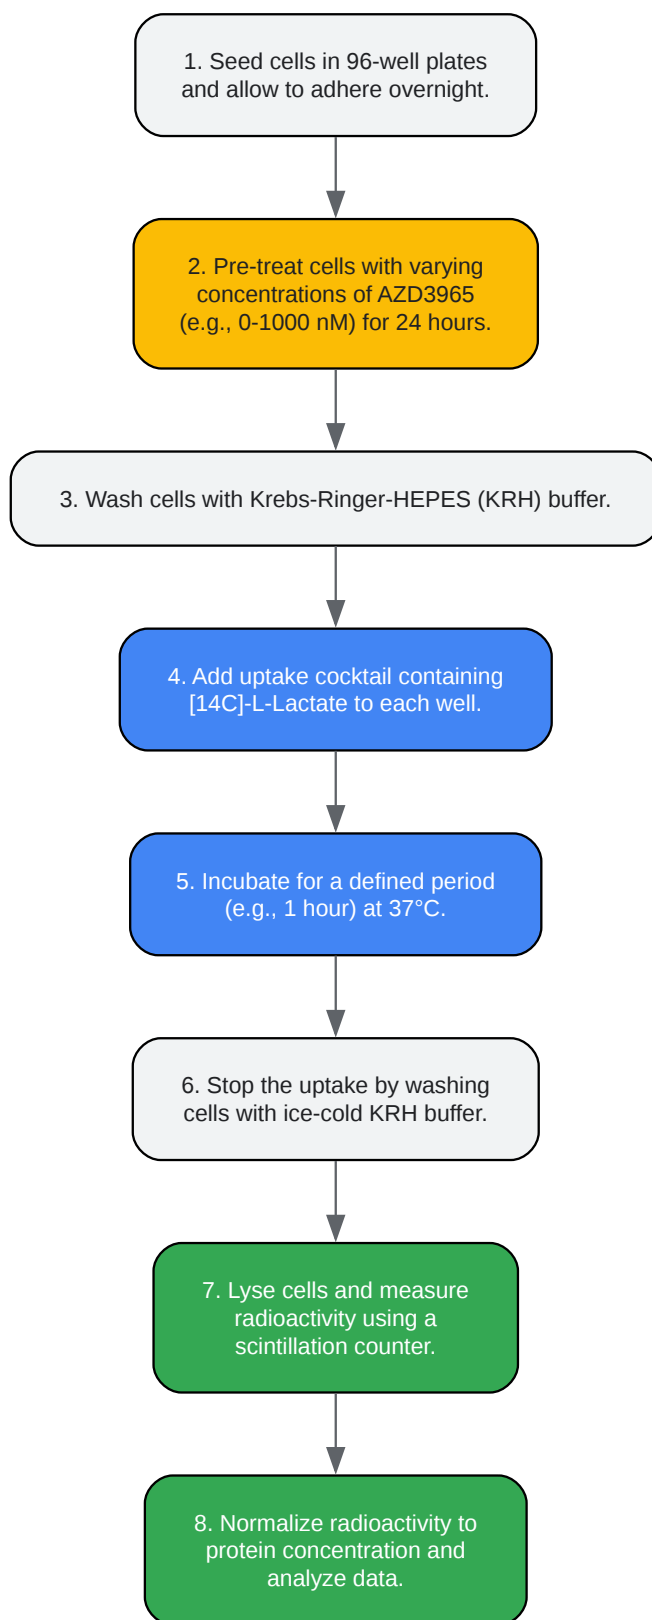 1. Seed cells in 96-well plates
and allow to adhere overnight.
2. Pre-treat cells with varying
concentrations of AZD3965
(e.g., 0-1000 nM) for 24 hours.
3. Wash cells with Krebs-Ringer-HEPES (KRH) buffer.
4. Add uptake cocktail containing
[14C]-L-Lactate to each well.
5. Incubate for a defined period
(e.g., 1 hour) at 37°C.
6. Stop the uptake by washing
cells with ice-cold KRH buffer.
7. Lyse cells and measure
radioactivity using a
scintillation counter.
8. Normalize radioactivity to
protein concentration and
analyze data.